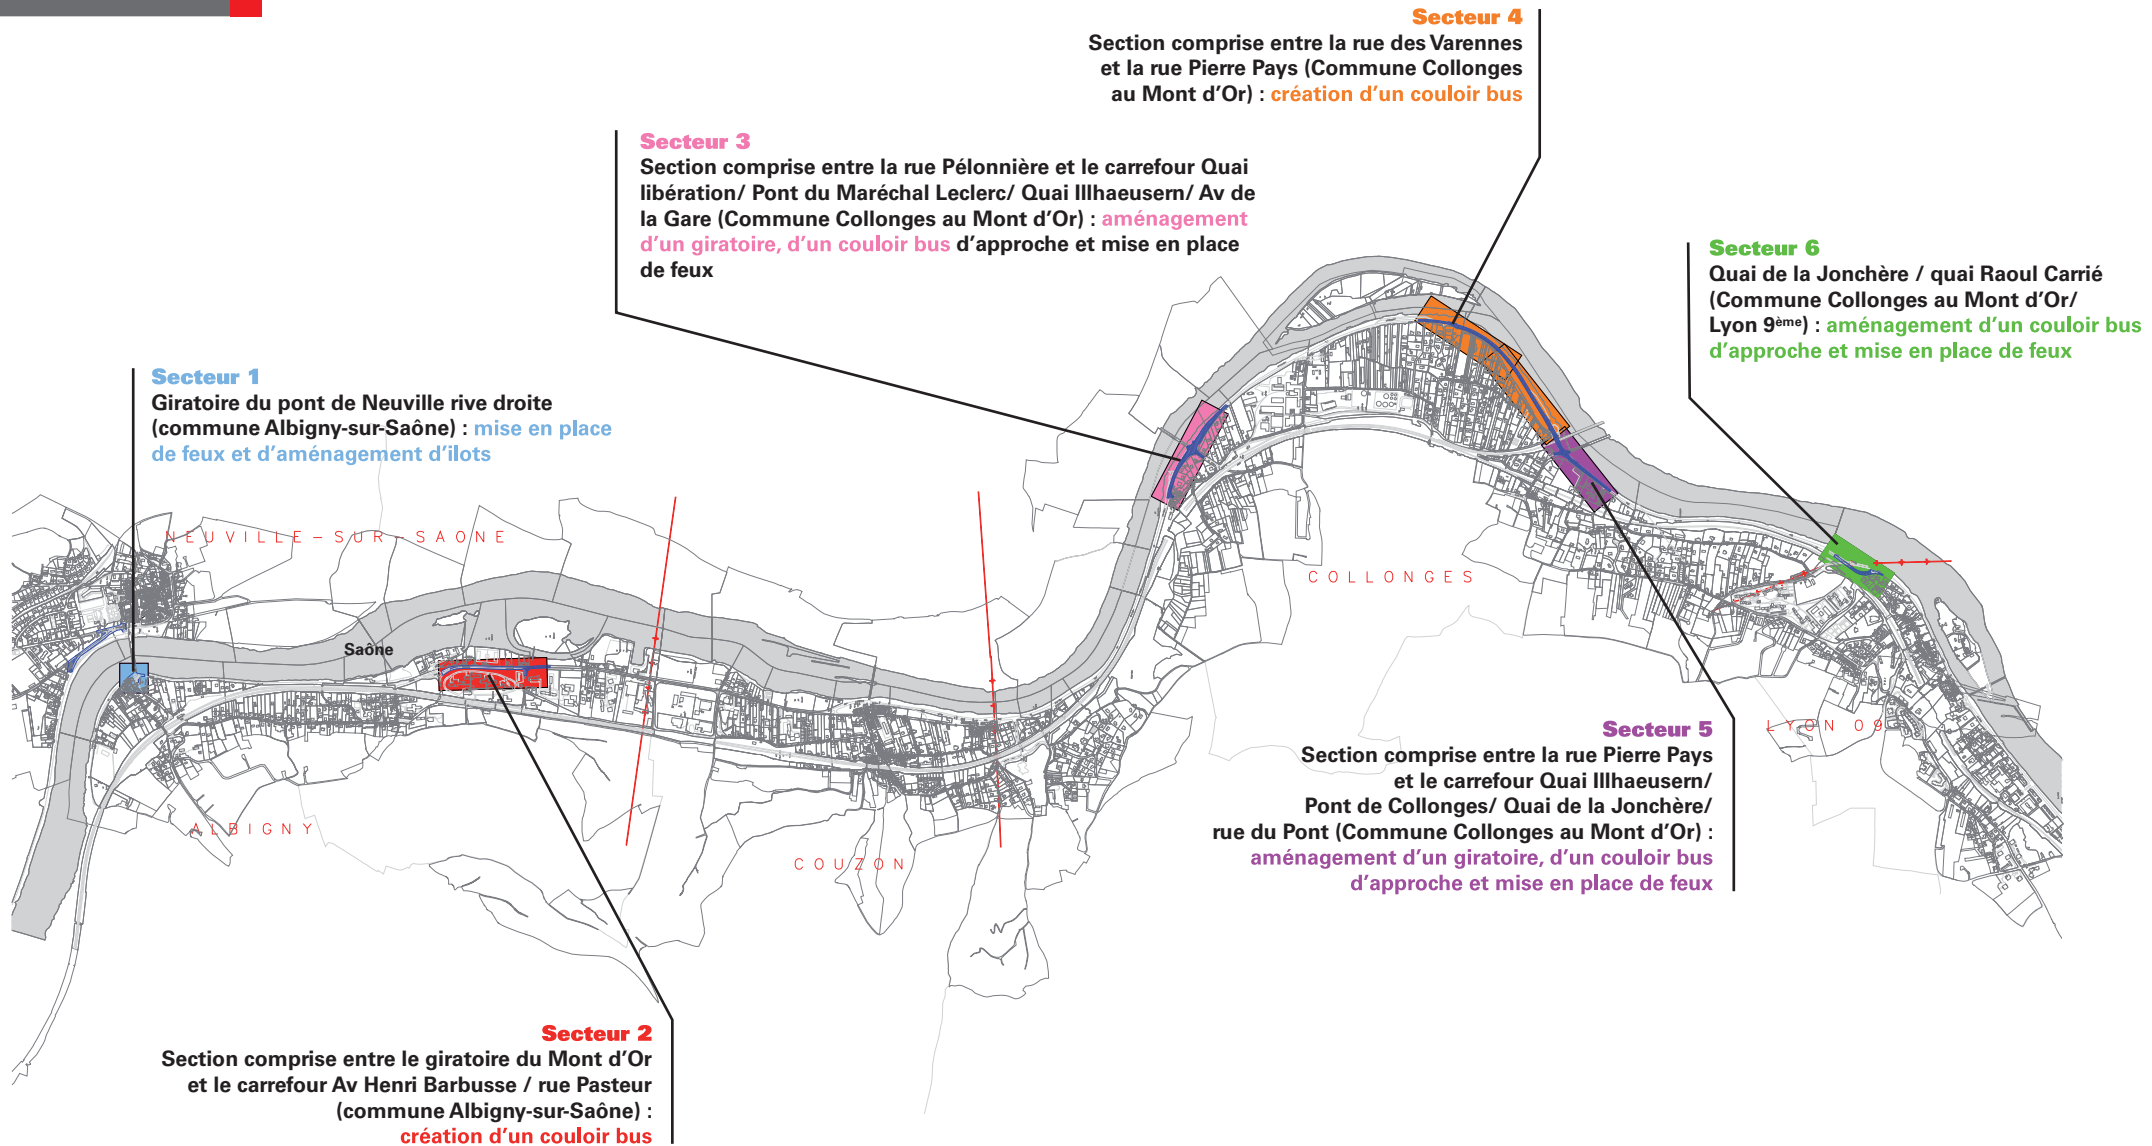 Secteur 4
Section comprise entre la rue des Varennes
et la rue Pierre Pays (Commune Collonges
au Mont d'Or) : création d'un couloir bus
Secteur 3
Section comprise entre la rue Pélonnière et le carrefour Quai
libération/ Pont du Maréchal Leclerc/ Quai Illhaeusern/ Av de
la Gare (Commune Collonges au Mont d'Or) : aménagement
d'un giratoire, d'un couloir bus d'approche et mise en place
de feux
Secteur 6
Quai de la Jonchère / quai Raoul Carrié
(Commune Collonges au Mont d'Or/
Lyon 9ème) : aménagement d'un couloir bus
d'approche et mise en place de feux
Secteur 1
Giratoire du pont de Neuville rive droite
(commune Albigny-sur-Saône) : mise en place
de feux et d'aménagement d'ilots
NEUVILLE-SUR-SAONE
COLLONGES
Saône
LYON 09
ALBIGNY
COUZON
Secteur 5
Section comprise entre la rue Pierre Pays
et le carrefour Quai Illhaeusern/
Pont de Collonges/ Quai de la Jonchère/
rue du Pont (Commune Collonges au Mont d'Or) :
aménagement d'un giratoire, d'un couloir bus
d'approche et mise en place de feux
Secteur 2
Section comprise entre le giratoire du Mont d'Or
et le carrefour Av Henri Barbusse / rue Pasteur
(commune Albigny-sur-Saône) :
création d'un couloir bus